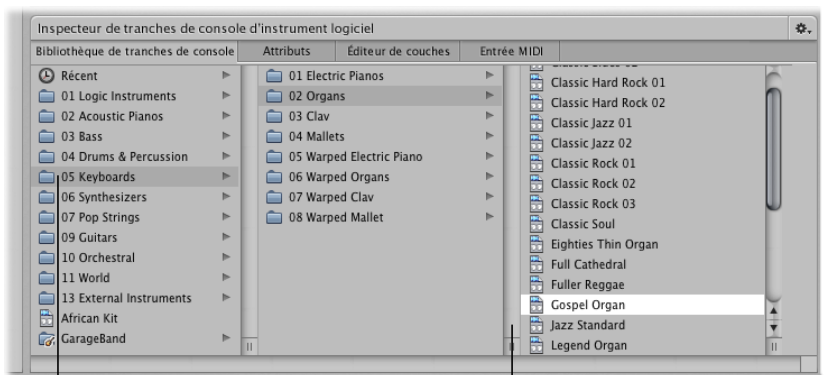 Inspecteur de tranches de console d'instrument logiciel
Bibliothèque de tranches de console
Attributs
Éditeur de couches
Entrée MIDI
Récent
01 Logic Instruments
02 Acoustic Pianos
03 Bass
04 Drums & Percussion
05 Keyboards
06 Synthesizers
07 Pop Strings
09 Guitars
10 Orchestral
11 World
13 External Instruments
African Kit
GarageBand
01 Electric Pianos
02 Organs
03 Clav
04 Mallets
05 Warped Electric Piano
06 Warped Organs
07 Warped Clav
08 Warped Mallet
Classic Hard Rock 01
Classic Hard Rock 02
Classic Jazz 01
Classic Jazz 02
Classic Rock 01
Classic Rock 02
Classic Rock 03
Classic Soul
Eighties Thin Organ
Full Cathedral
Fuller Reggae
Gospel Organ
Jazz Standard
Legend Organ